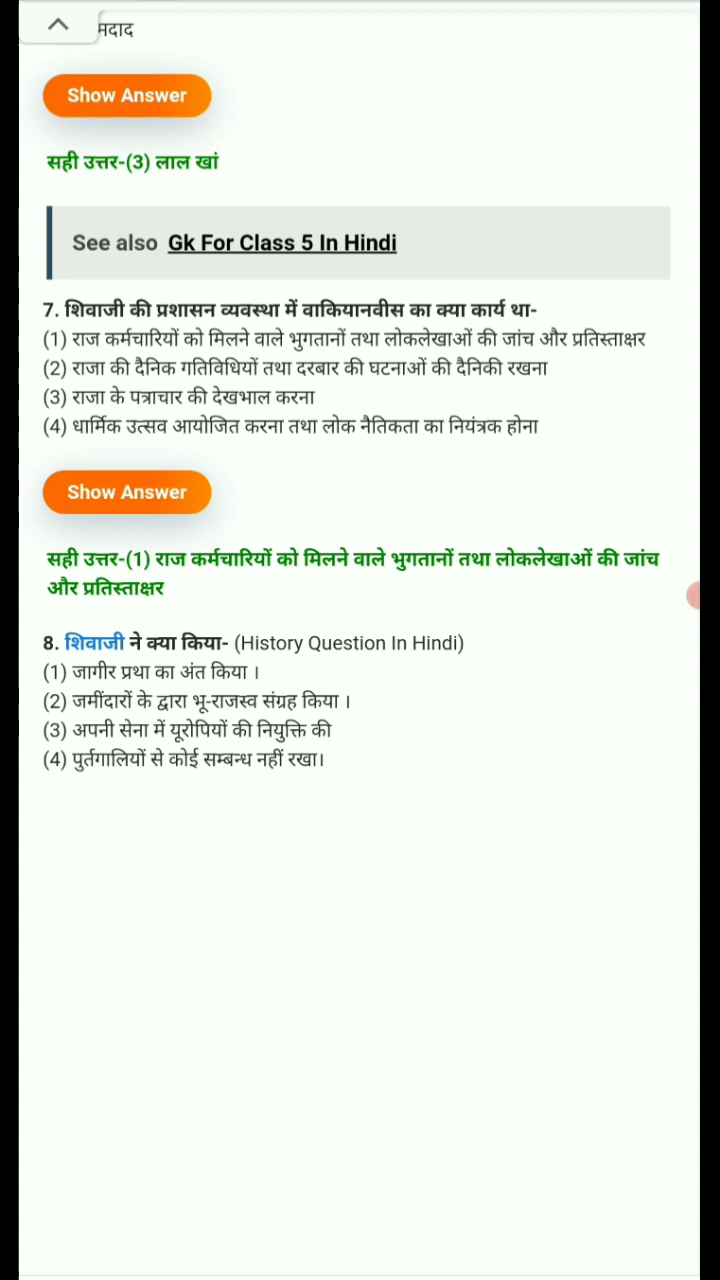 मदाद
Show Answer
सही उत्तर-(3) लाल खां
See also Gk For Class 5 In Hindi
7. शिवाजी की प्रशासन व्यवस्था में वाकियानवीस का क्या कार्य था-
(1) राज कर्मचारियों को मिलने वाले भुगतानों तथा लोकलेखाओं की जांच और प्रतिस्ताक्षर
(2) राजा की दैनिक गतिविधियों तथा दरबार की घटनाओं की दैनिकी रखना
(3) राजा के पत्राचार की देखभाल करना
(4) धार्मिक उत्सव आयोजित करना तथा लोक नैतिकता का नियंत्रक होना
Show Answer
सही उत्तर-(1) राज कर्मचारियों को मिलने वाले भुगतानों तथा लोकलेखाओं की जांच
और प्रतिस्ताक्षर
8. शिवाजी ने क्या किया- (History Question In Hindi)
(1) जागीर प्रथा का अंत किया ।
(2) जमींदारों के द्वारा भू-राजस्व संग्रह किया ।
(3) अपनी सेना में यूरोपियों की नियुक्ति की
(4) पुर्तगालियों से कोई सम्बन्ध नहीं रखा।